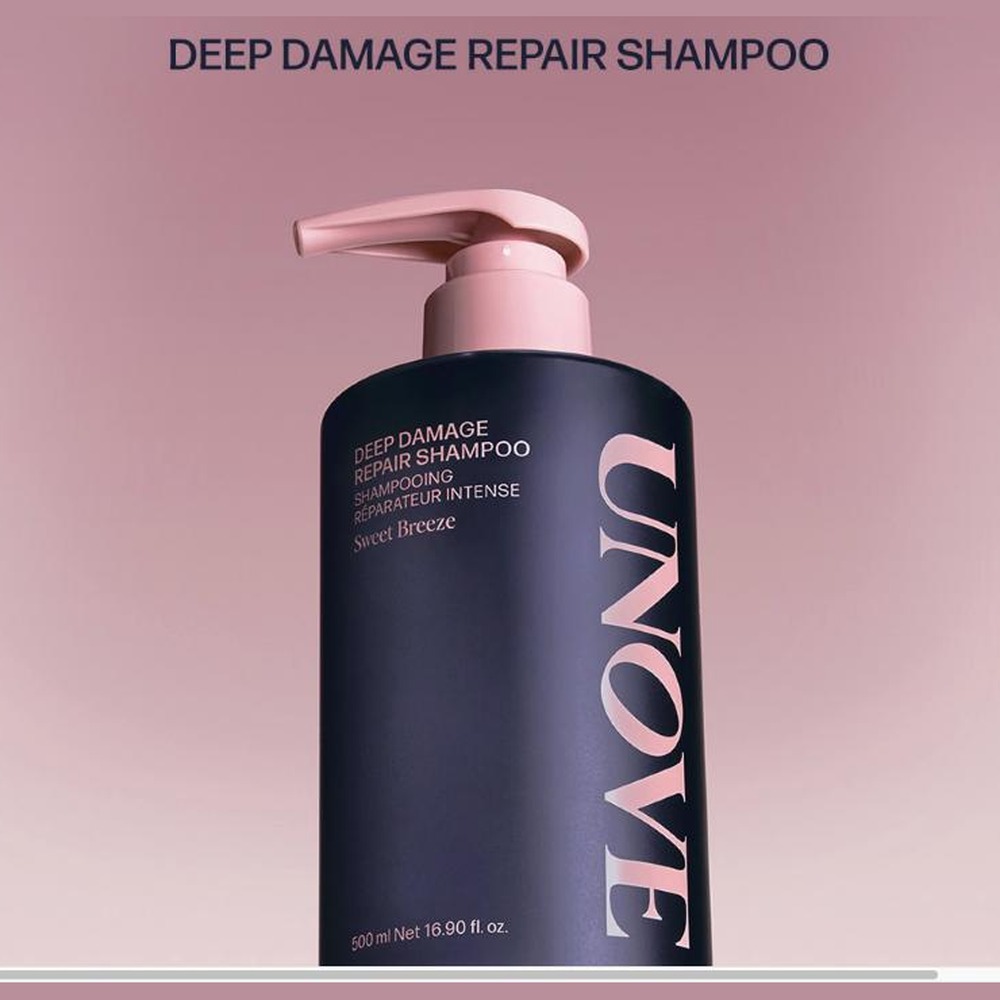 DEEP DAMAGE REPAIR SHAMPOO
DEEP DAMAGE
REPAIR SHAMPOO
SHAMPOOING
RÉPARATEUR INTENSE
Sweet Breeze
UNOVE
500 ml Net 16.90 fl. oz.